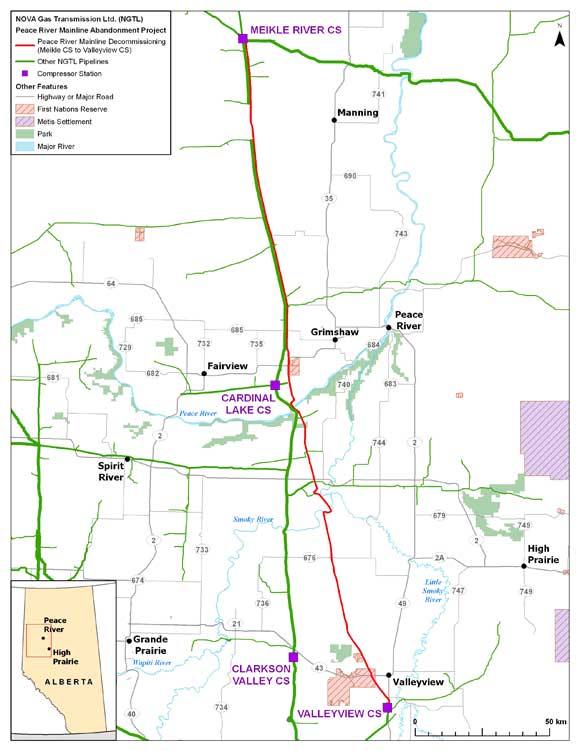 NOVA Gas Transmission Ltd. (NGTL)
Peace River Mainline Abandonment Project
Peace River Mainline Decommissioning
(Meikle CS to Valleyview CS)
Other NGTL Pipelines
Compressor Station
Other Features
Highway or Major Road
First Nations Reserve
Métis Settlement
Park
Major River
MEIKLE RIVER CS
N
741
Manning
690
35
743
64
685
685
Peace
River
Grimshaw
729
732
735
684
Fairview
682
681
740
683
CARDINAL
LAKE CS
Peace River
2
2
744
Spirit
River
Smoky River
679
749
2
2
2A
High
Prairie
733
676
674
Little
Smoky
River
747
749
736
49
21
Grande
Prairie
Wapiti River
CLARKSON
VALLEY CS
43
Valleyview
VALLEYVIEW CS
734
40
Peace
River
High
Prairie
ALBERTA
0
50 km